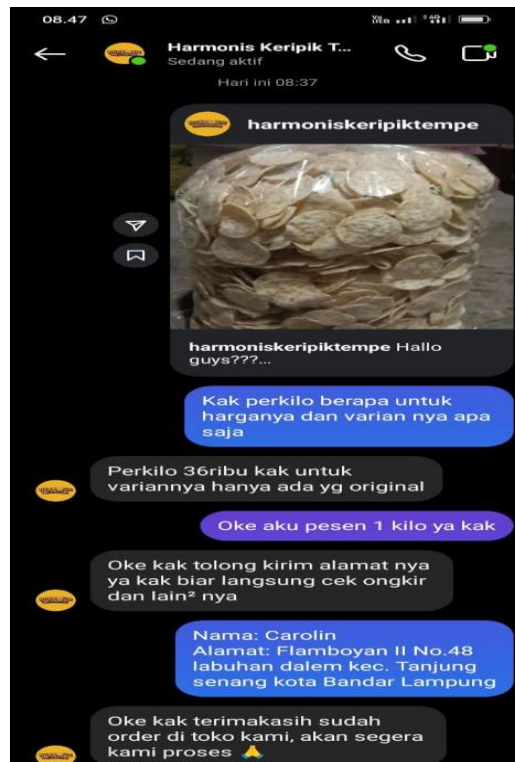 08.47
Harmonis Keripik T...
Sedang aktif
Hari ini 08:37
harmoniskeripiktempe
harmoniskeripiktempe Hallo
guys???...
Kak perkilo berapa untuk
harganya dan varian nya apa
saja
Perkilo 36ribu kak untuk
variannya hanya ada yg original
Oke aku pesen 1 kilo ya kak
Oke kak tolong kirim alamat nya
ya kak biar langsung cek ongkir
dan lain² nya
Nama: Carolin
Alamat: Flamboyan II No.48
labuhan dalem kec. Tanjung
senang kota Bandar Lampung
Oke kak terimakasih sudah
order di toko kami, akan segera
kami proses 🙏